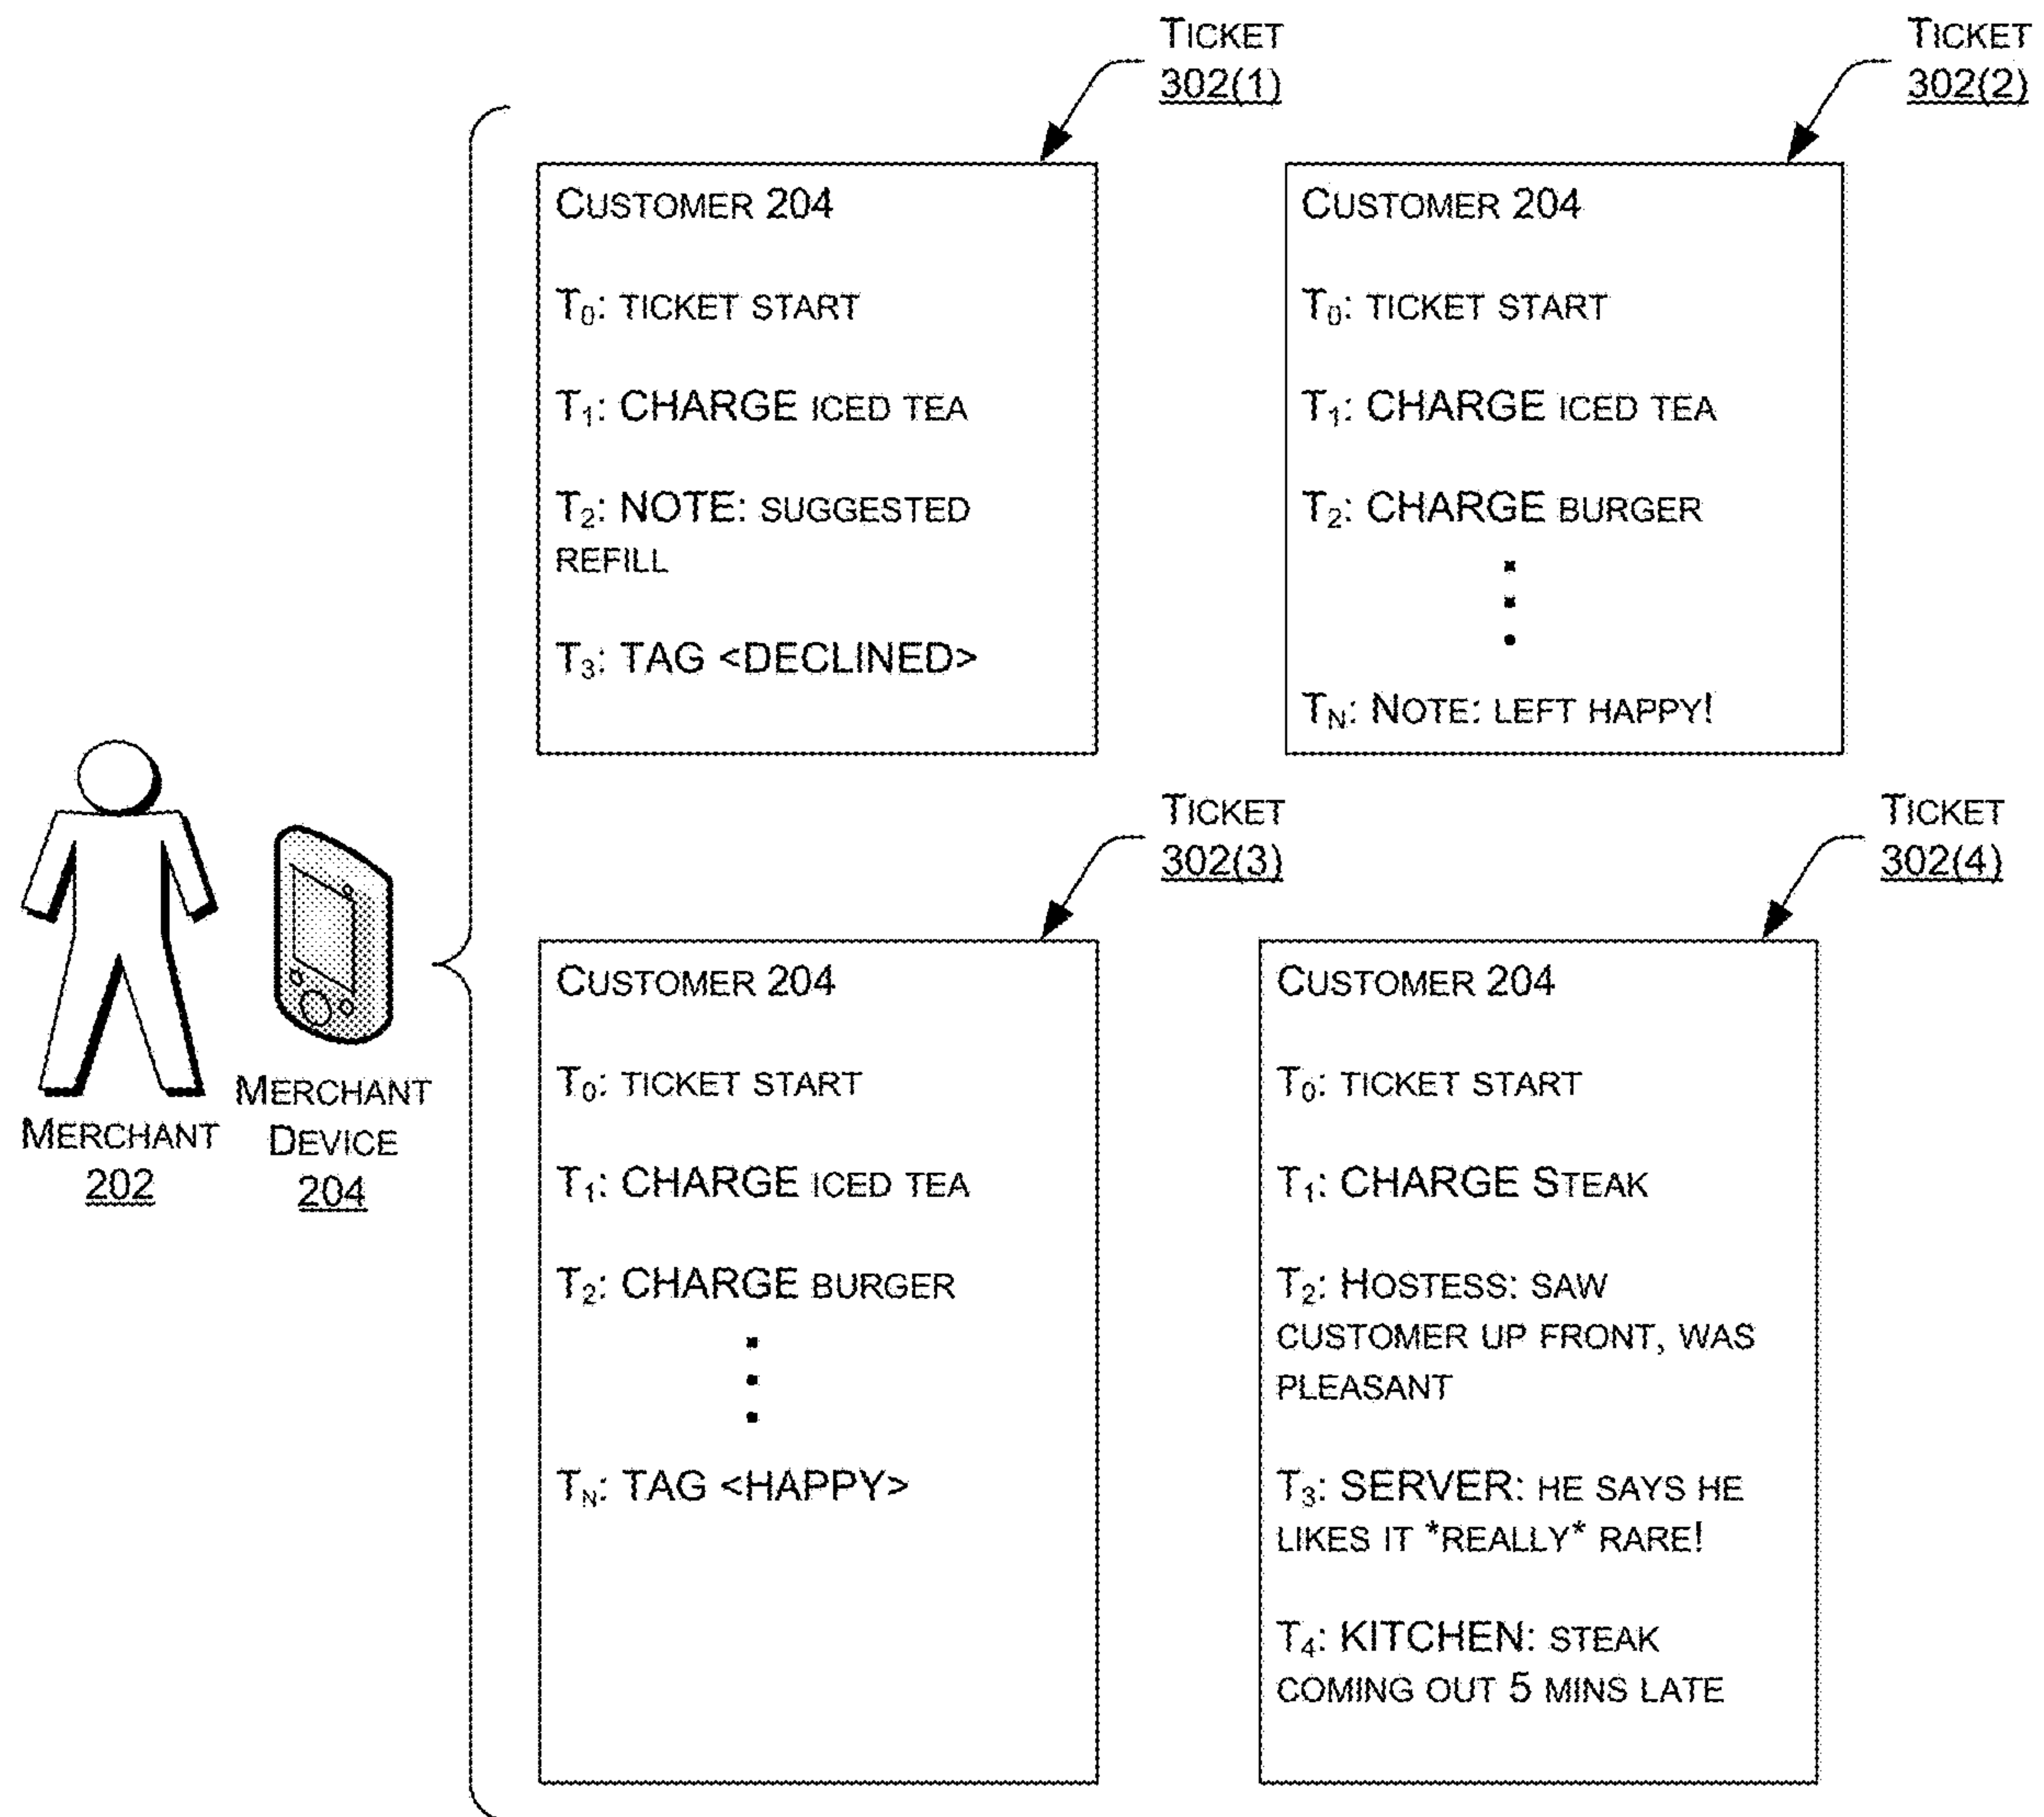 TICKET
302(1)
TICKET
302(2)
CUSTOMER 204
T0: TICKET START
T1: CHARGE ICED TEA
T2: NOTE: SUGGESTED
REFILL
T3: TAG <DECLINED>
CUSTOMER 204
T0: TICKET START
T1: CHARGE ICED TEA
T2: CHARGE BURGER
TN: NOTE: LEFT HAPPY!
MERCHANT
202
MERCHANT
DEVICE
204
TICKET
302(3)
TICKET
302(4)
CUSTOMER 204
T0: TICKET START
T1: CHARGE ICED TEA
T2: CHARGE BURGER
TN: TAG <HAPPY>
CUSTOMER 204
T0: TICKET START
T1: CHARGE STEAK
T2: HOSTESS: SAW
CUSTOMER UP FRONT, WAS
PLEASANT
T3: SERVER: HE SAYS HE
LIKES IT *REALLY* RARE!
T4: KITCHEN: STEAK
COMING OUT 5 MINS LATE